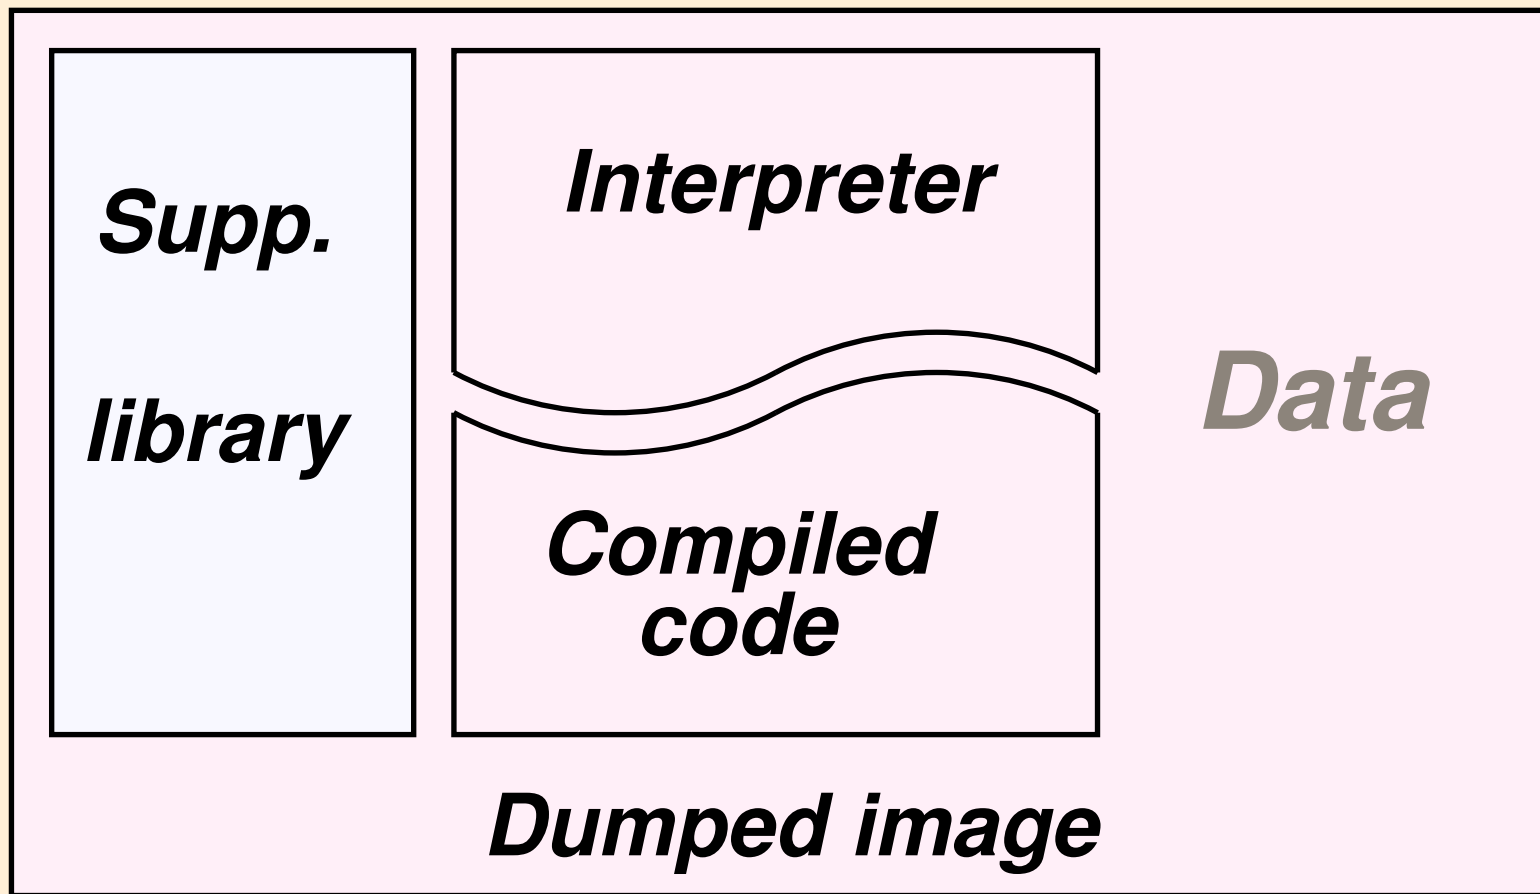 Supp.
library
Interpreter
Compiled
code
Data
Dumped image